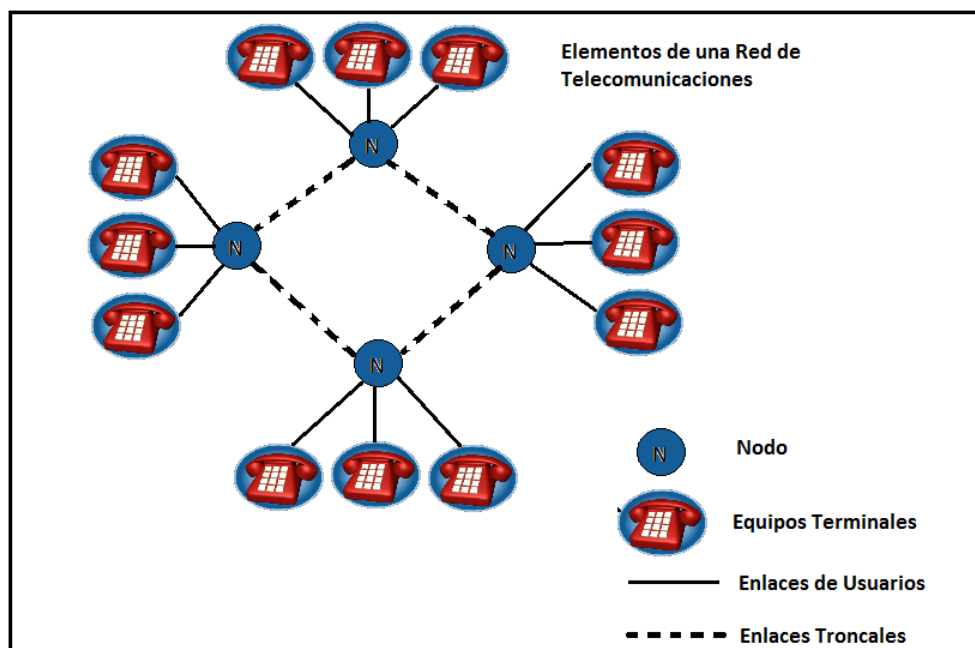 Elementos de una Red de
Telecomunicaciones
N
N
N
N
N
Nodo
Equipos Terminales
Enlaces de Usuarios
Enlaces Troncales